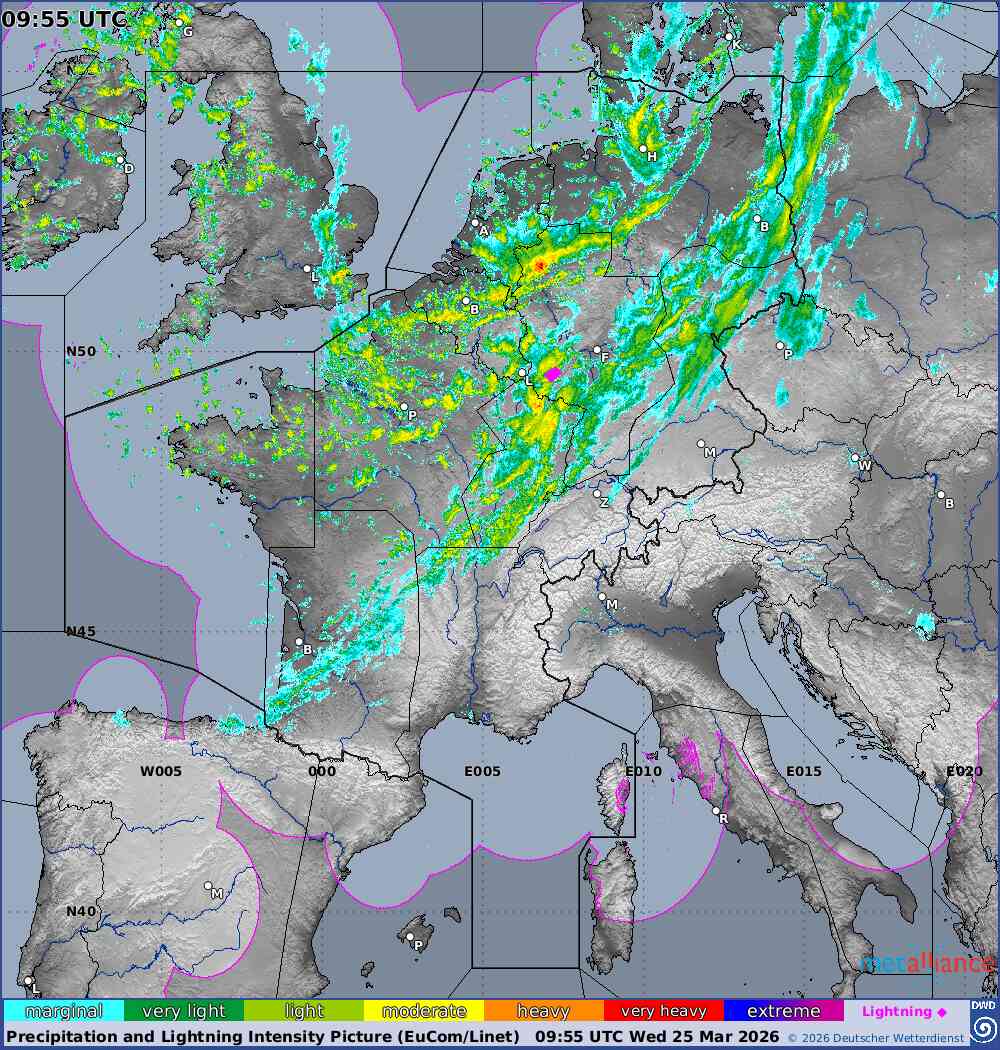 09:55 UTC
G
K
N
D
H
A
B
L
B
N50
F
P
L
P
M
W
Z
B
M
N45
B
W005
000
E005
E010
E015
E020
R
M
N40
P
metalliance
L
marginal very light light moderate heavy very heavy extreme Lightning ◆
DWD
Precipitation and Lightning Intensity Picture (EuCom/Linet) 09:55 UTC Wed 25 Mar 2026 © 2026 Deutscher Wetterdienst